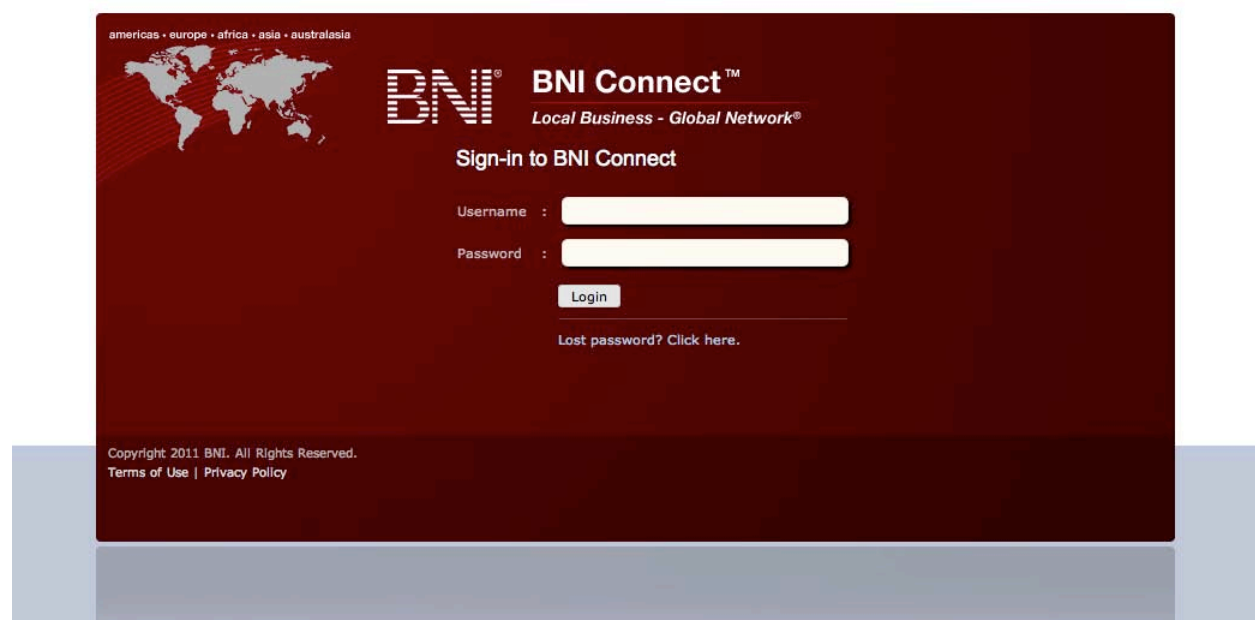 americas • europe • africa • asia • australasia
BNI® BNI Connect™
Local Business - Global Network®
Sign-in to BNI Connect
Username :
Password :
Login
Lost password? Click here.
Copyright 2011 BNI. All Rights Reserved.
Terms of Use | Privacy Policy